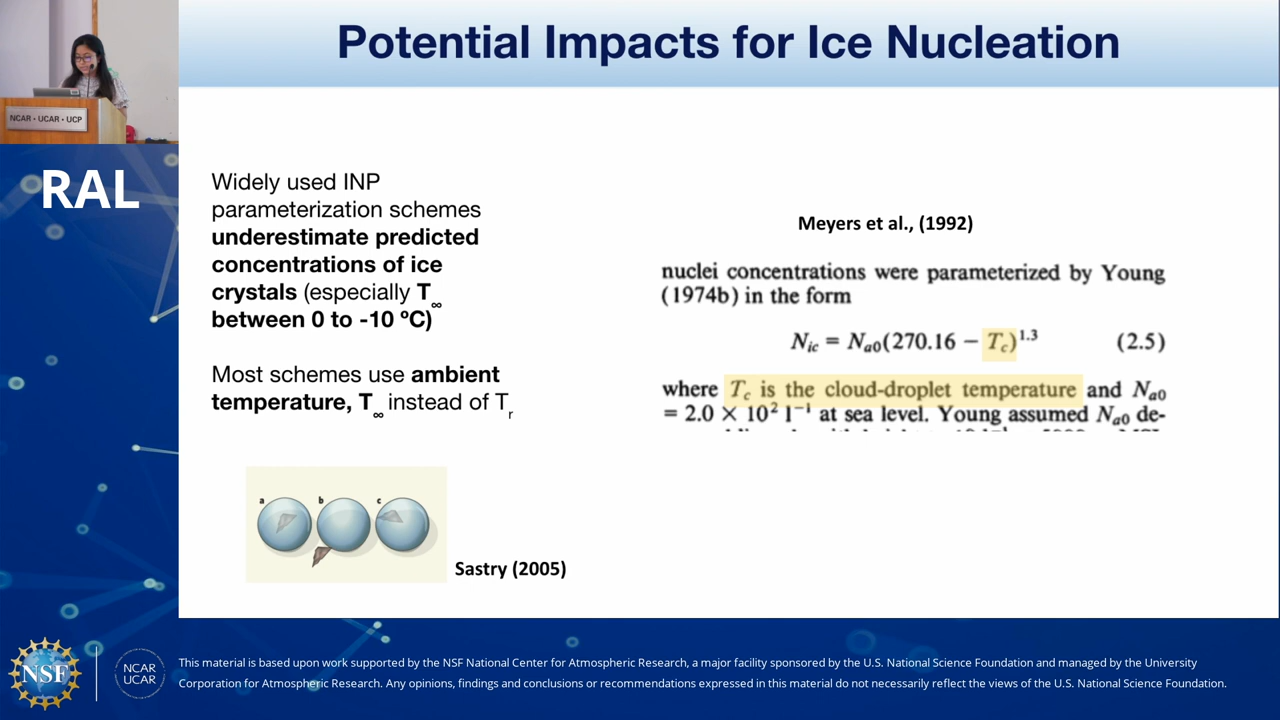 Potential Impacts for Ice Nucleation
NCAR • UCAR • UCP
RAL
Widely used INP
parameterization schemes
underestimate predicted
concentrations of ice
crystals (especially T∞
between 0 to -10 ºC)
Most schemes use ambient
temperature, T∞ instead of Tr
a b c
Sastry (2005)
Meyers et al., (1992)
nuclei concentrations were parameterized by Young
(1974b) in the form
Nic = Na0(270.16 − Tc)^1.3 (2.5)
where Tc is the cloud-droplet temperature and Na0
= 2.0 × 10² l⁻¹ at sea level. Young assumed Na0 de-
NSF
NCAR
UCAR
This material is based upon work supported by the NSF National Center for Atmospheric Research, a major facility sponsored by the U.S. National Science Foundation and managed by the University
Corporation for Atmospheric Research. Any opinions, findings and conclusions or recommendations expressed in this material do not necessarily reflect the views of the U.S. National Science Foundation.